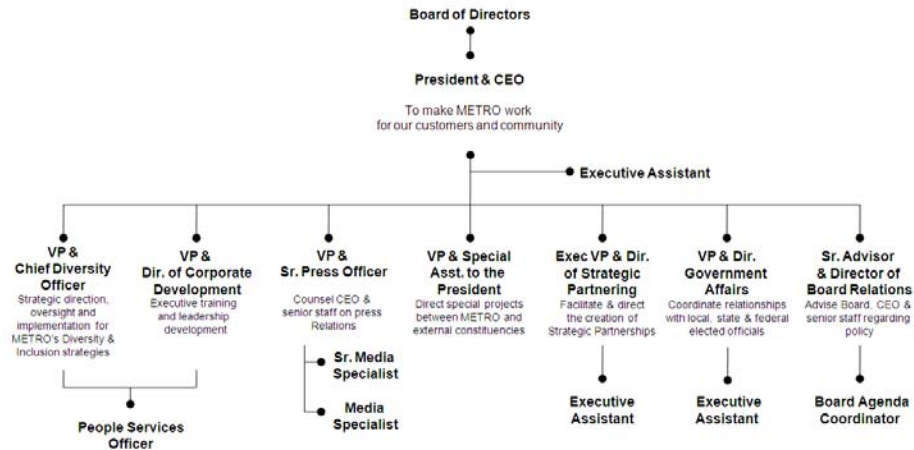 Board of Directors
President & CEO
To make METRO work
for our customers and community
Executive Assistant
VP &
Chief Diversity
Officer
Strategic direction,
oversight and
implementation for
METRO's Diversity &
Inclusion strategies
VP &
Dir. of Corporate
Development
Executive training
and leadership
development
VP &
Sr. Press Officer
Counsel CEO &
senior staff on press
Relations
VP & Special
Asst. to the
President
Direct special projects
between METRO and
external constituencies
Exec VP & Dir.
of Strategic
Partnering
Facilitate & direct
the creation of
Strategic Partnerships
VP & Dir.
Government
Affairs
Coordinate relationships
with local, state & federal
elected officials
Sr. Advisor
& Director of
Board Relations
Advise Board, CEO &
senior staff regarding
policy
People Services
Officer
Sr. Media
Specialist
Media
Specialist
Executive
Assistant
Executive
Assistant
Board Agenda
Coordinator